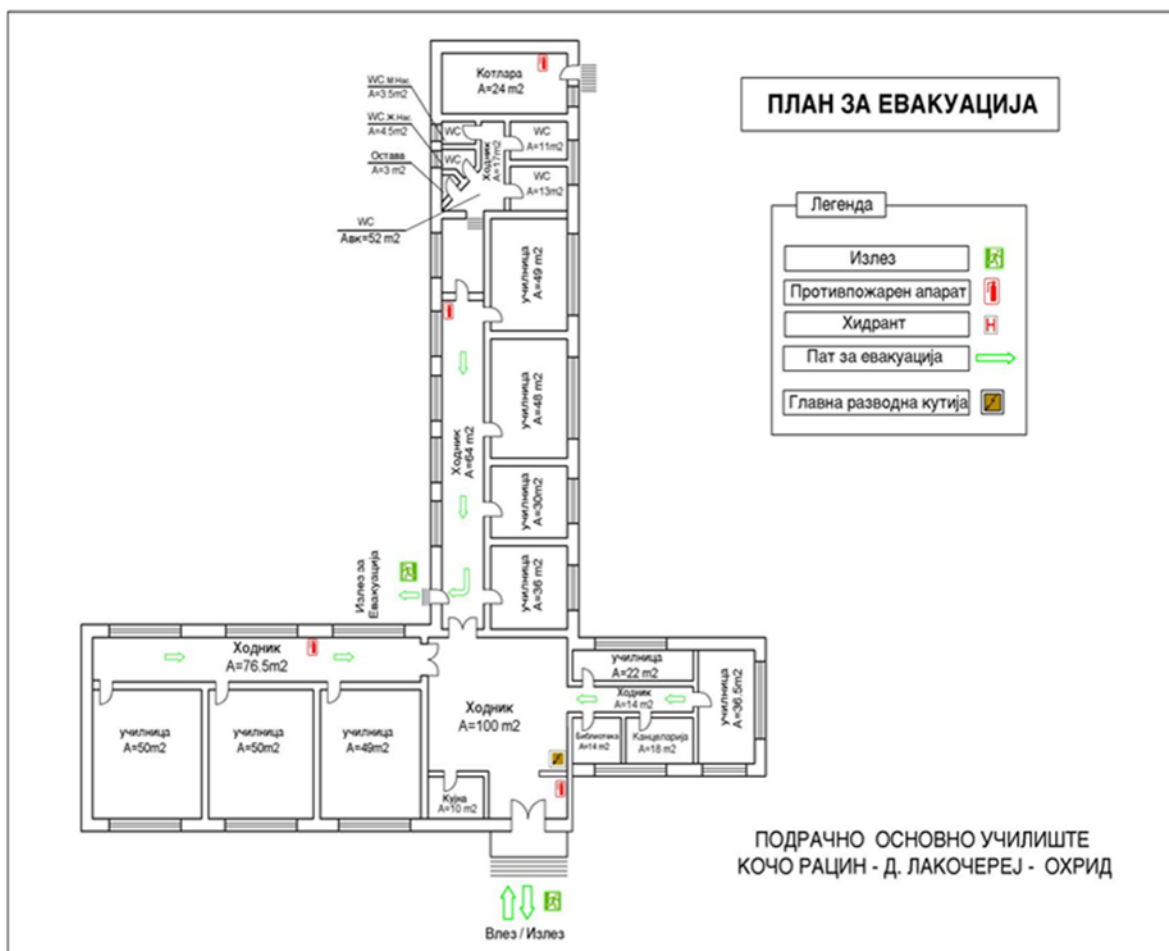 ПЛАН ЗА ЕВАКУАЦИЈА
Легенда
Излез
Противпожарен апарат
Хидрант
H
Пат за евакуација
Главна разводна кутија
Котлара
A=24 m2
WC.М.Нас.
A=3.5m2
WC.Ж.Нас.
A=4.5m2
Остава
A=3 m2
WC
Aвк=52 m2
WC
WC
Ходник
A=17m2
WC
A=11m2
WC
A=13m2
училница
A=49 m2
училница
A=48 m2
Ходник
A=64 m2
училница
A=30m2
училница
A=36 m2
Излез за
Евакуација
Ходник
A=76.5m2
училница
A=50m2
училница
A=50m2
училница
A=49m2
Ходник
A=100 m2
Кујна
A=10 m2
училница
A=22 m2
Ходник
A=14 m2
Библиотека
A=14 m2
Канцеларија
A=18 m2
училница
A=36.5m2
Влез / Излез
ПОДРАЧНО ОСНОВНО УЧИЛИШТЕ
КОЧО РАЦИН - Д. ЛАКОЧЕРЕЈ - ОХРИД